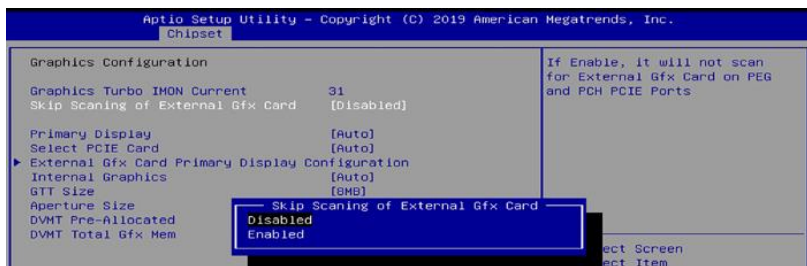 Aptio Setup Utility – Copyright (C) 2019 American Megatrends, Inc.
Chipset
Graphics Configuration
Graphics Turbo IMON Current 31
Skip Scaning of External Gfx Card [Disabled]
Primary Display [Auto]
Select PCIE Card [Auto]
External Gfx Card Primary Display Configuration
Internal Graphics [Auto]
GTT Size [8MB]
Aperture Size
DVMT Pre-Allocated
DVMT Total Gfx Mem
Skip Scaning of External Gfx Card
Disabled
Enabled
If Enable, it will not scan
for External Gfx Card on PEG
and PCH PCIE Ports
ect Screen
ect Item